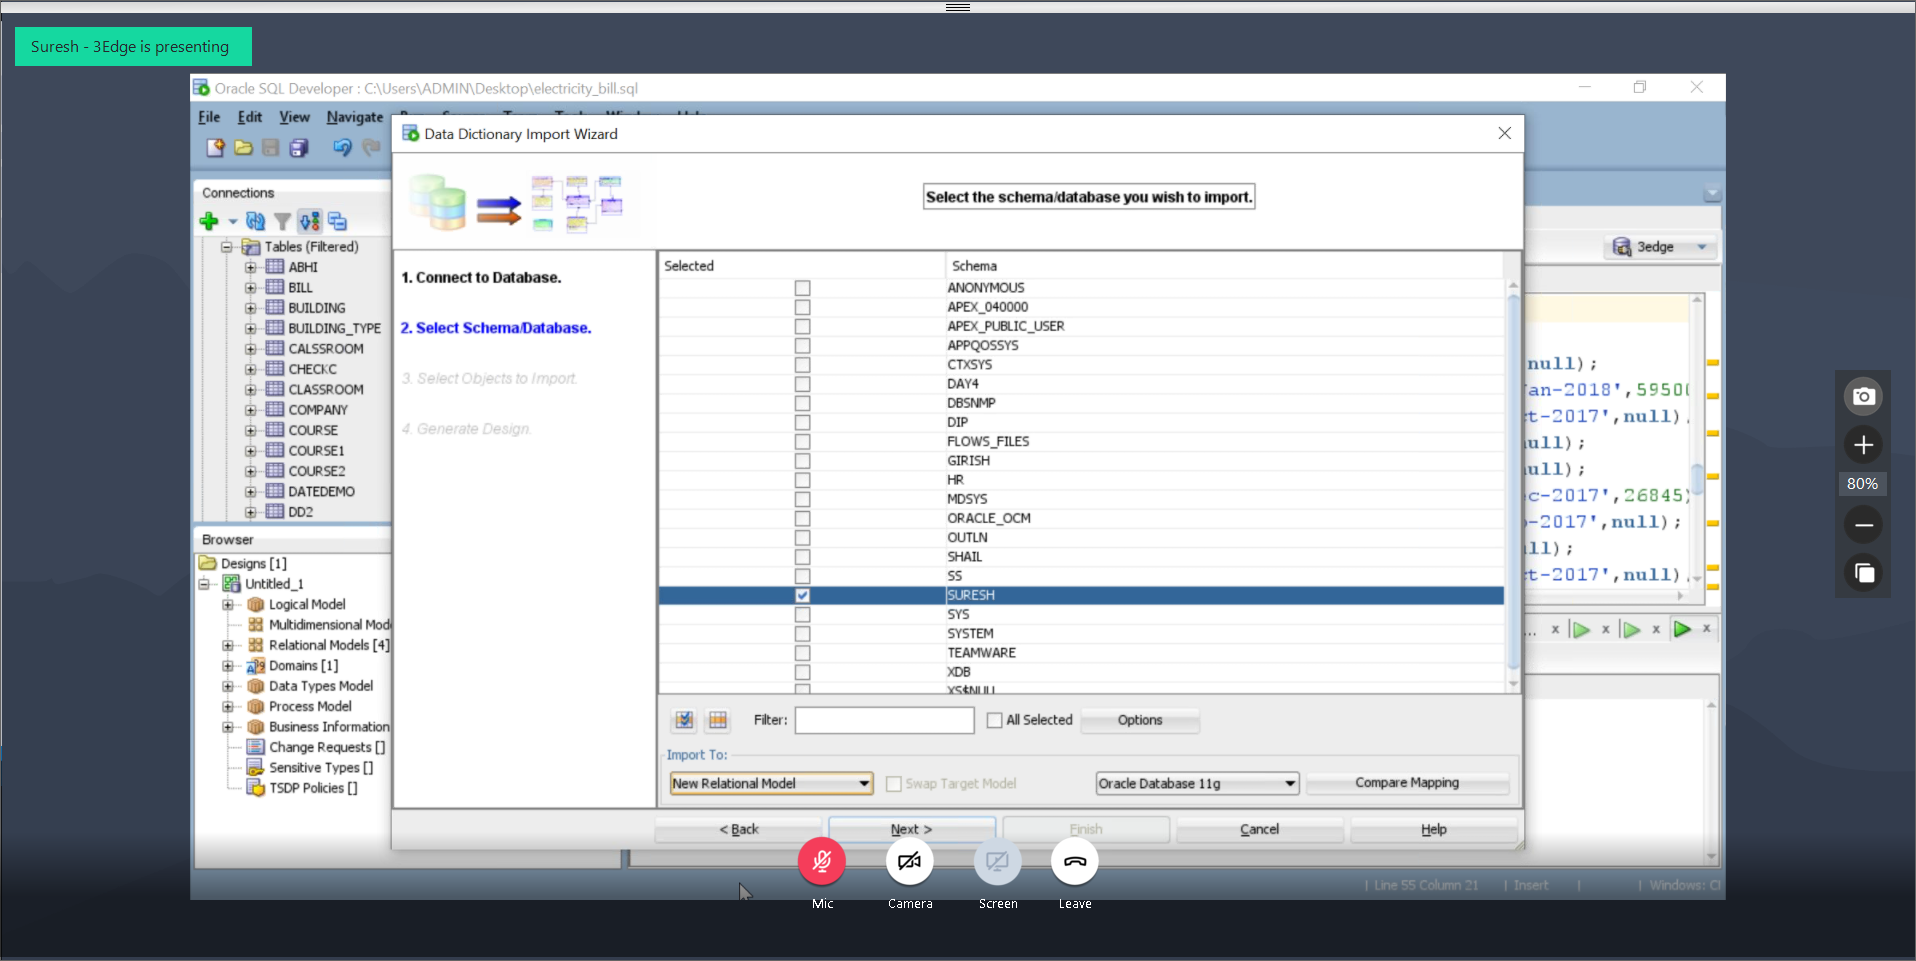 Suresh - 3Edge is presenting
Oracle SQL Developer : C:\Users\ADMIN\Desktop\electricity_bill.sql
File Edit View Navigate
Data Dictionary Import Wizard
Select the schema/database you wish to import.
Connections
Tables (Filtered)
ABHI
BILL
BUILDING
BUILDING_TYPE
CALSSROOM
CHECKC
CLASSROOM
COMPANY
COURSE
COURSE1
COURSE2
DATEDEMO
DD2
Browser
Designs [1]
Untitled_1
Logical Model
Multidimensional Mod
Relational Models [4]
Domains [1]
Data Types Model
Process Model
Business Information
Change Requests []
Sensitive Types []
TSDP Policies []
1. Connect to Database.
2. Select Schema/Database.
3. Select Objects to Import.
4. Generate Design.
Selected Schema
ANONYMOUS
APEX_040000
APEX_PUBLIC_USER
APPQOSSYS
CTXSYS
DAY4
DBSNMP
DIP
FLOWS_FILES
GIRISH
HR
MDSYS
ORACLE_OCM
OUTLN
SHAIL
SS
SURESH
SYS
SYSTEM
TEAMWARE
XDB
XS$NULL
Filter: All Selected Options
Import To:
New Relational Model Swap Target Model Oracle Database 11g Compare Mapping
< Back Next > Finish Cancel Help
3edge
null);
an-2018',5950
ct-2017',null)
ull);
ull);
c-2017',26845)
-2017',null);
ll);
ct-2017',null)
... x x x x
80%
Line 55 Column 21 Insert Windows: C
Mic Camera Screen Leave